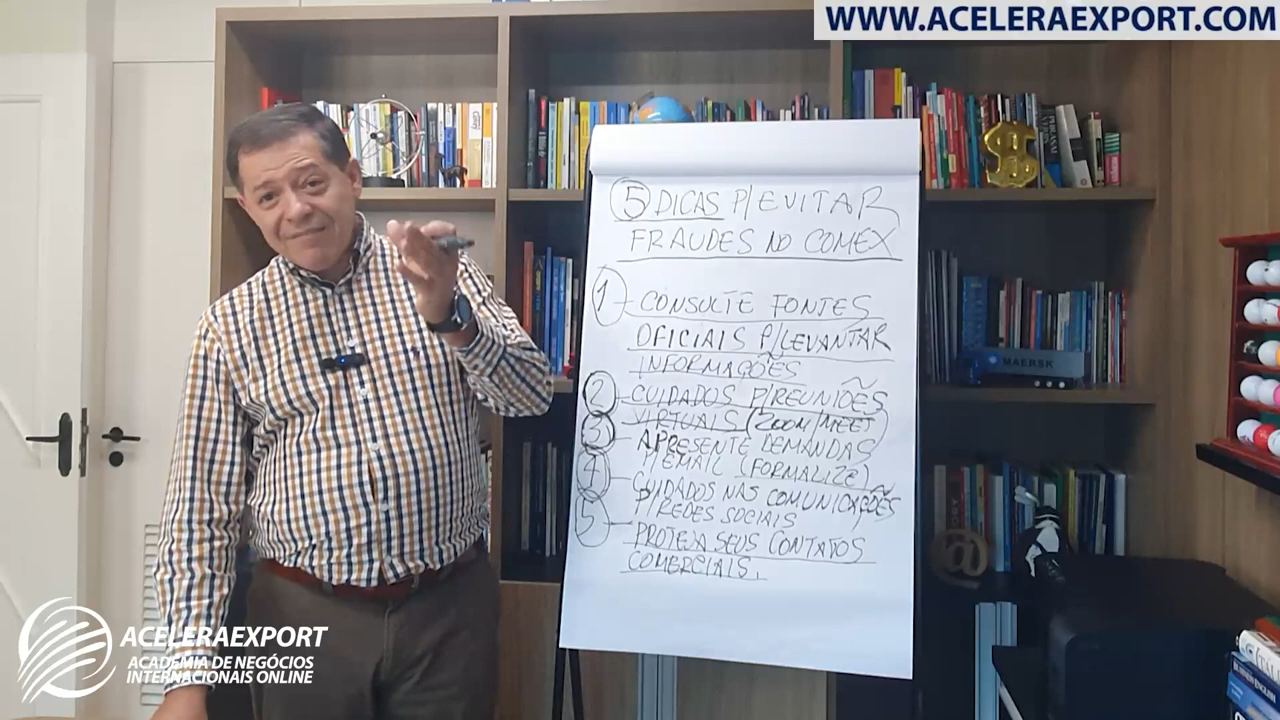 WWW.ACELERAEXPORT.COM
5 DICAS P/EVITAR
FRAUDES NO COMEX
1 - CONSULTE FONTES
OFICIAIS P/LEVANTAR
INFORMAÇÕES
2 - CUIDADOS P/REUNIÕES
VIRTUAIS (ZOOM/MEET)
3 - APRESENTE DEMANDAS
P/EMAIL (FORMALIZE)
4 - CUIDADOS NAS COMUNICAÇÕES
P/REDES SOCIAIS
5 - PROTEJA SEUS CONTATOS
COMERCIAIS.
MAERSK
ACELERAEXPORT
ACADEMIA DE NEGÓCIOS
INTERNACIONAIS ONLINE